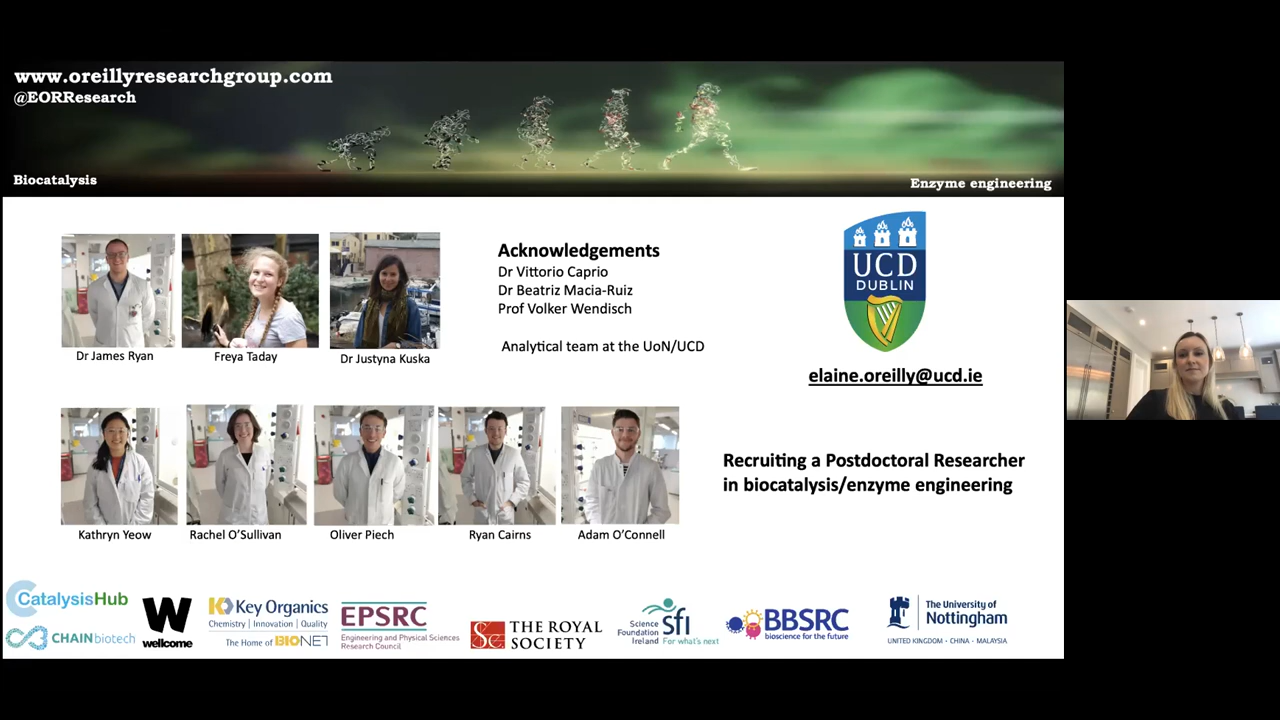 www.oreillyresearchgroup.com
@EORResearch
Biocatalysis
Enzyme engineering
Dr James Ryan
Freya Taday
Dr Justyna Kuska
Acknowledgements
Dr Vittorio Caprio
Dr Beatriz Macia-Ruiz
Prof Volker Wendisch
Analytical team at the UoN/UCD
UCD
DUBLIN
elaine.oreilly@ucd.ie
Kathryn Yeow
Rachel O’Sullivan
Oliver Piech
Ryan Cairns
Adam O’Connell
Recruiting a Postdoctoral Researcher
in biocatalysis/enzyme engineering
CatalysisHub
CHAINbiotech
W
wellcome
Key Organics
Chemistry | Innovation | Quality
The Home of BIONET
EPSRC
Engineering and Physical Sciences
Research Council
THE ROYAL
SOCIETY
Science
Foundation
Ireland
sfi
For what's next
BBSRC
bioscience for the future
The University of
Nottingham
UNITED KINGDOM · CHINA · MALAYSIA